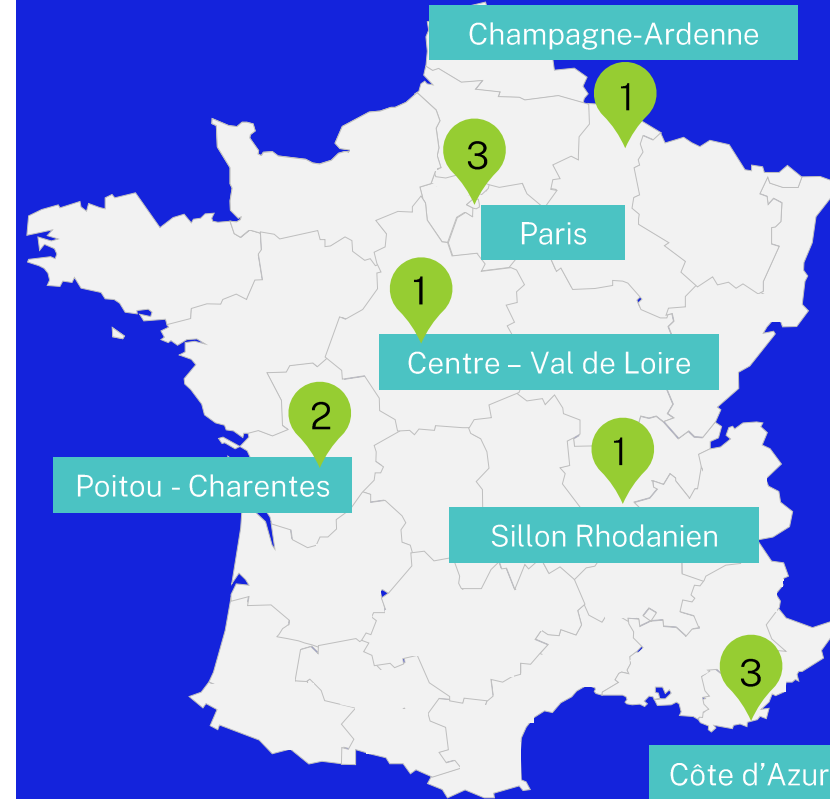 Champagne-Ardenne
1
3
Paris
1
Centre – Val de Loire
2
Poitou - Charentes
1
Sillon Rhodanien
3
Côte d'Azur